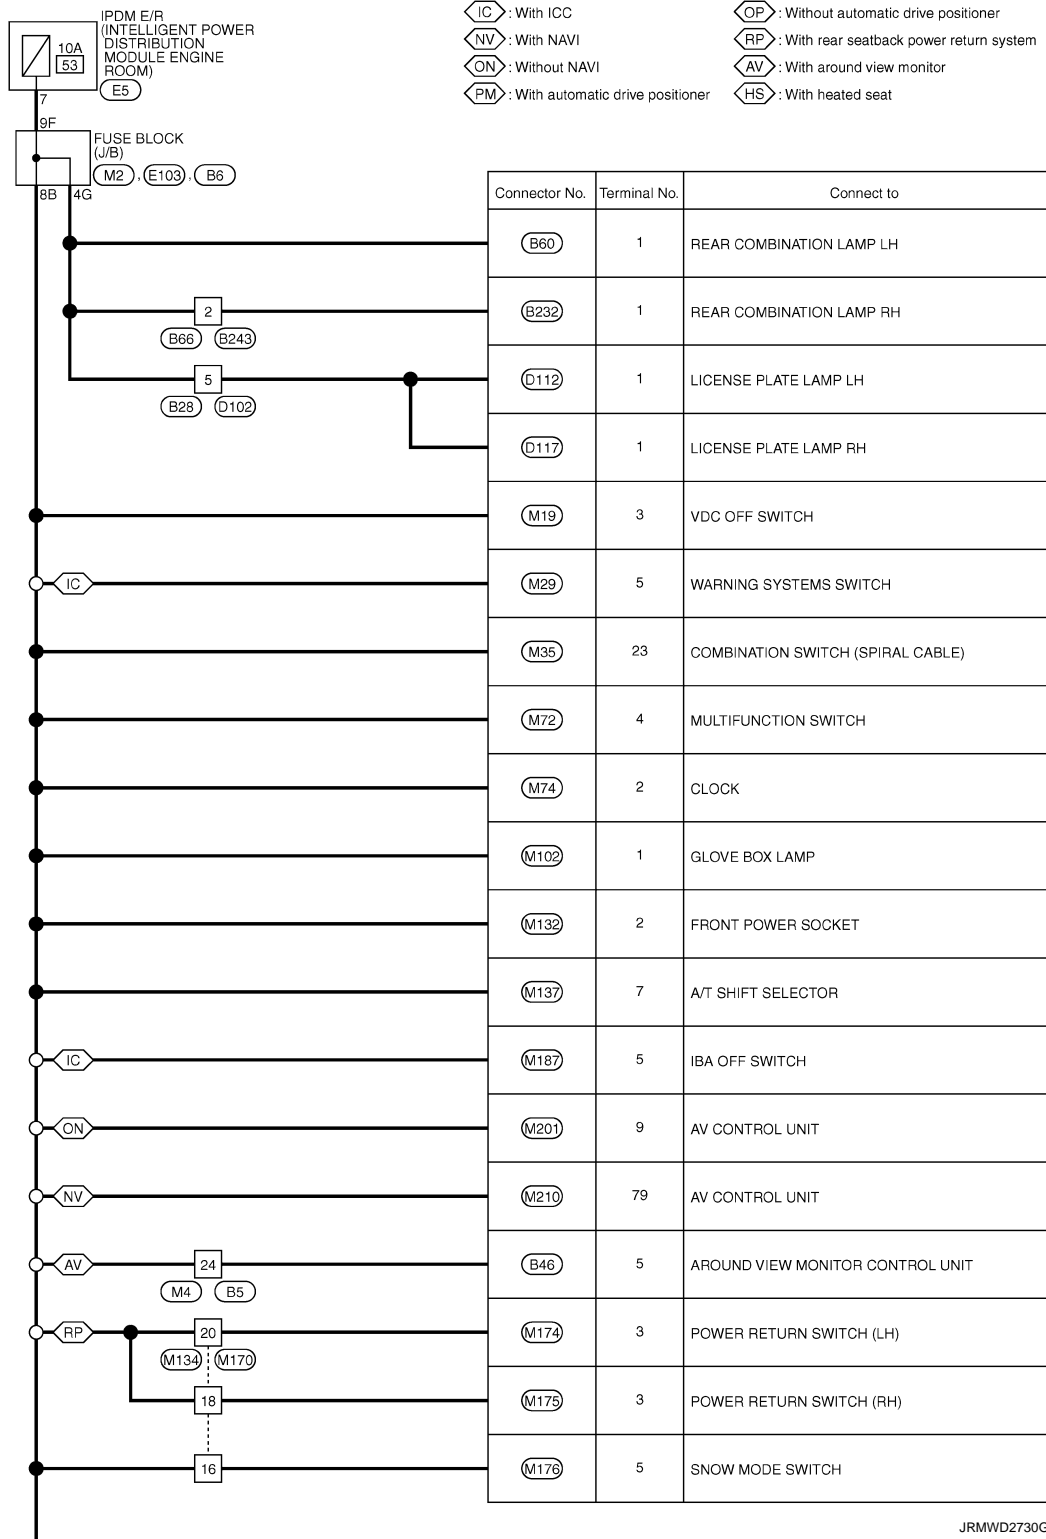 IPDM E/R
(INTELLIGENT POWER
DISTRIBUTION
MODULE ENGINE
ROOM)
10A
53
E5
7
9F
FUSE BLOCK
(J/B)
M2 , E103 , B6
8B 4G
IC : With ICC
NV : With NAVI
ON : Without NAVI
PM : With automatic drive positioner
OP : Without automatic drive positioner
RP : With rear seatback power return system
AV : With around view monitor
HS : With heated seat
Connector No. Terminal No. Connect to
B60 1 REAR COMBINATION LAMP LH
2 B232 1 REAR COMBINATION LAMP RH
B66 B243
5 D112 1 LICENSE PLATE LAMP LH
B28 D102
D117 1 LICENSE PLATE LAMP RH
M19 3 VDC OFF SWITCH
IC M29 5 WARNING SYSTEMS SWITCH
M35 23 COMBINATION SWITCH (SPIRAL CABLE)
M72 4 MULTIFUNCTION SWITCH
M74 2 CLOCK
M102 1 GLOVE BOX LAMP
M132 2 FRONT POWER SOCKET
M137 7 A/T SHIFT SELECTOR
IC M187 5 IBA OFF SWITCH
ON M201 9 AV CONTROL UNIT
NV M210 79 AV CONTROL UNIT
AV 24 B46 5 AROUND VIEW MONITOR CONTROL UNIT
M4 B5
RP 20 M174 3 POWER RETURN SWITCH (LH)
M134 M170
18 M175 3 POWER RETURN SWITCH (RH)
16 M176 5 SNOW MODE SWITCH
JRMWD2730G